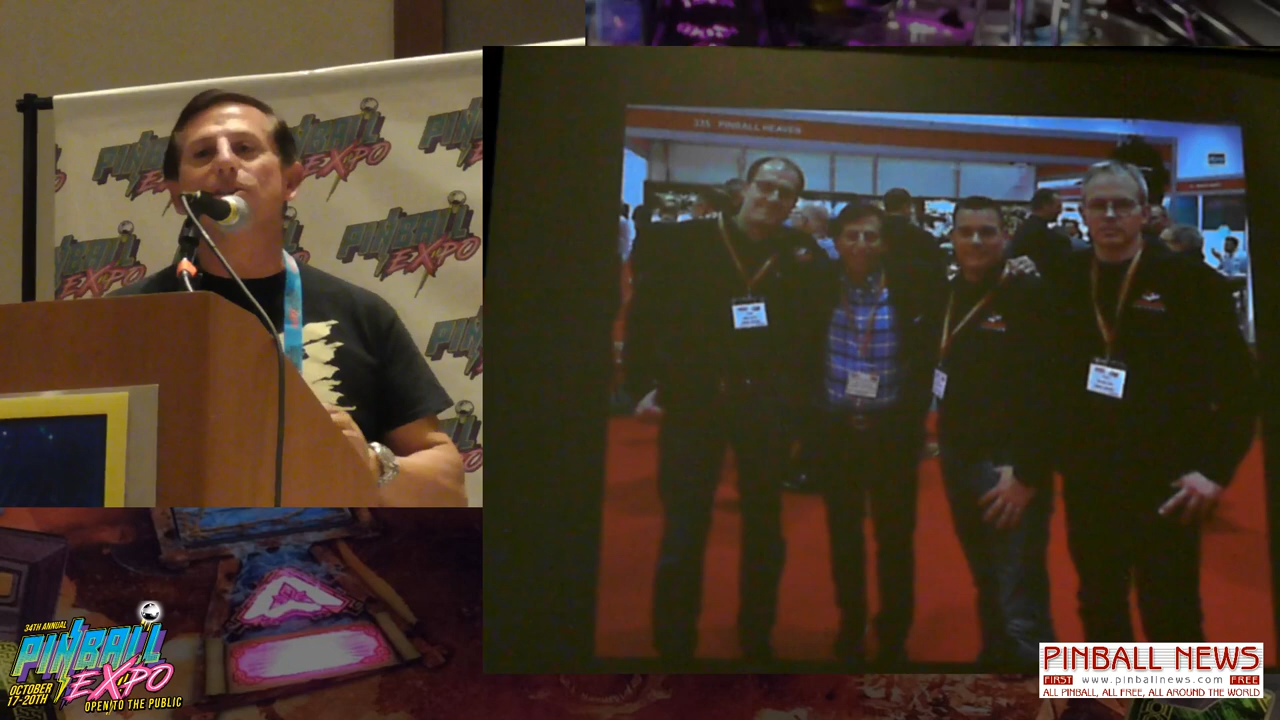 PINBALL
EXPO
PINBALL
EXPO
PINBALL
EXPO
PINBALL
EXPO
335 PINBALL HEAVEN
34TH ANNUAL
PINBALL
EXPO
OCTOBER
17-20TH
OPEN TO THE PUBLIC
PINBALL NEWS
FIRST www.pinballnews.com FREE
ALL PINBALL, ALL FREE, ALL AROUND THE WORLD